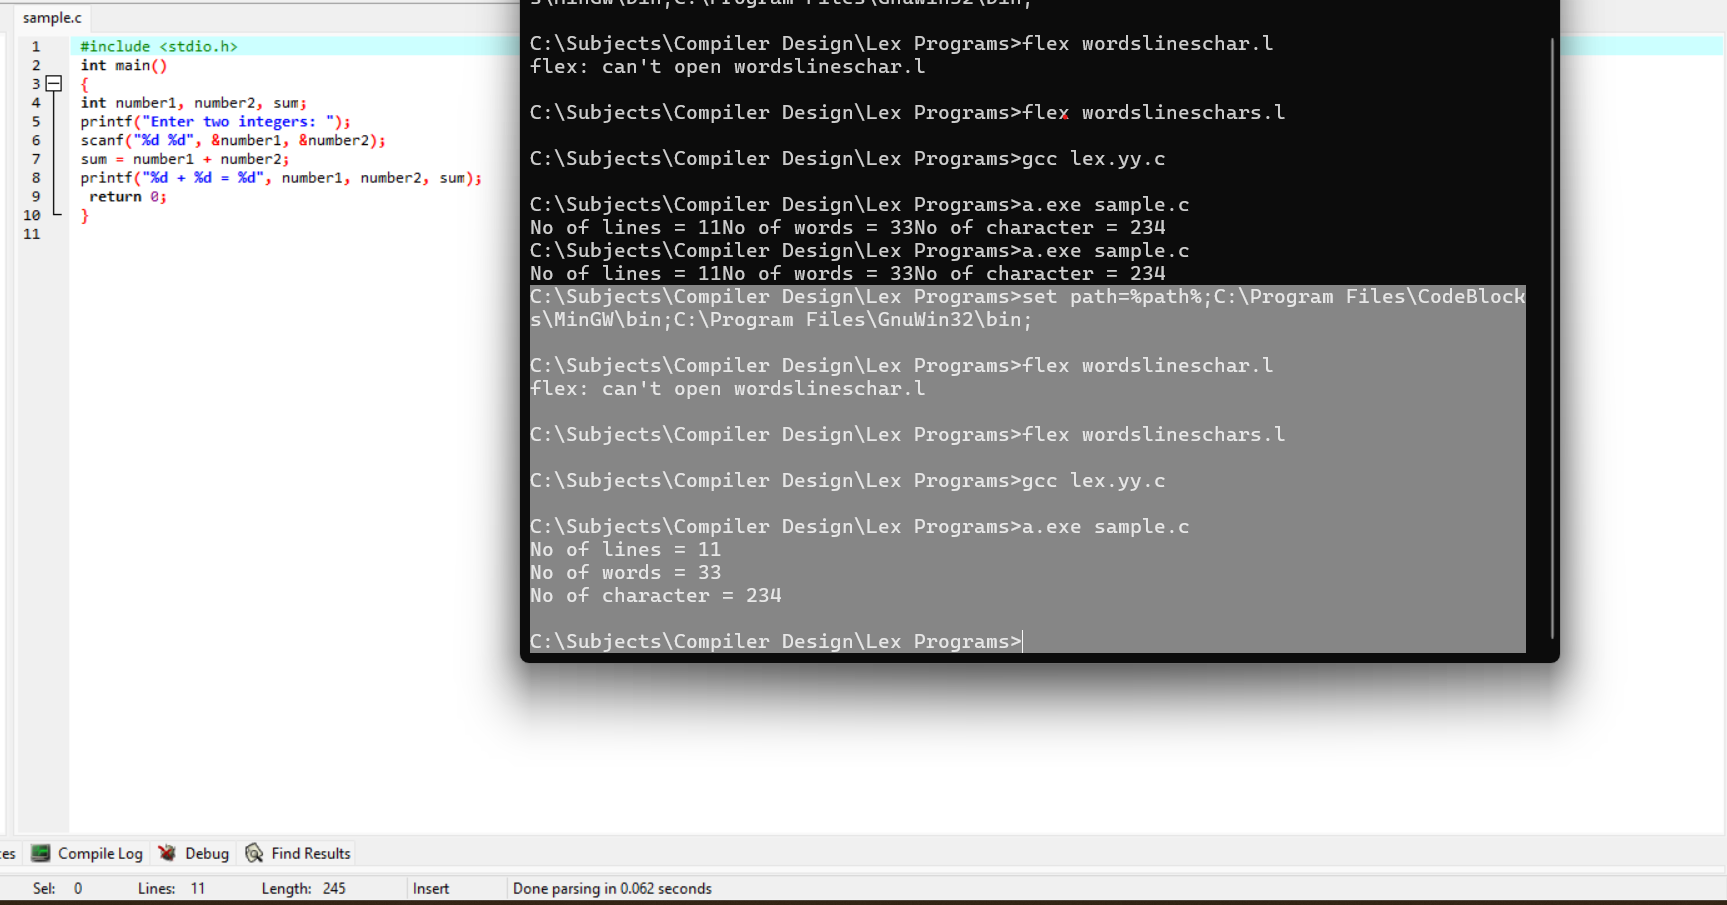 sample.c
1 #include <stdio.h>
2 int main()
3 {
4 int number1, number2, sum;
5 printf("Enter two integers: ");
6 scanf("%d %d", &number1, &number2);
7 sum = number1 + number2;
8 printf("%d + %d = %d", number1, number2, sum);
9 return 0;
10 }
11
s\MinGW\bin;C:\Program Files\GnuWin32\bin;
C:\Subjects\Compiler Design\Lex Programs>flex wordslineschar.l
flex: can't open wordslineschar.l
C:\Subjects\Compiler Design\Lex Programs>flex wordslineschars.l
C:\Subjects\Compiler Design\Lex Programs>gcc lex.yy.c
C:\Subjects\Compiler Design\Lex Programs>a.exe sample.c
No of lines = 11No of words = 33No of character = 234
C:\Subjects\Compiler Design\Lex Programs>a.exe sample.c
No of lines = 11No of words = 33No of character = 234
C:\Subjects\Compiler Design\Lex Programs>set path=%path%;C:\Program Files\CodeBlock
s\MinGW\bin;C:\Program Files\GnuWin32\bin;
C:\Subjects\Compiler Design\Lex Programs>flex wordslineschar.l
flex: can't open wordslineschar.l
C:\Subjects\Compiler Design\Lex Programs>flex wordslineschars.l
C:\Subjects\Compiler Design\Lex Programs>gcc lex.yy.c
C:\Subjects\Compiler Design\Lex Programs>a.exe sample.c
No of lines = 11
No of words = 33
No of character = 234
C:\Subjects\Compiler Design\Lex Programs>
es Compile Log Debug Find Results
Sel: 0 Lines: 11 Length: 245 Insert Done parsing in 0.062 seconds